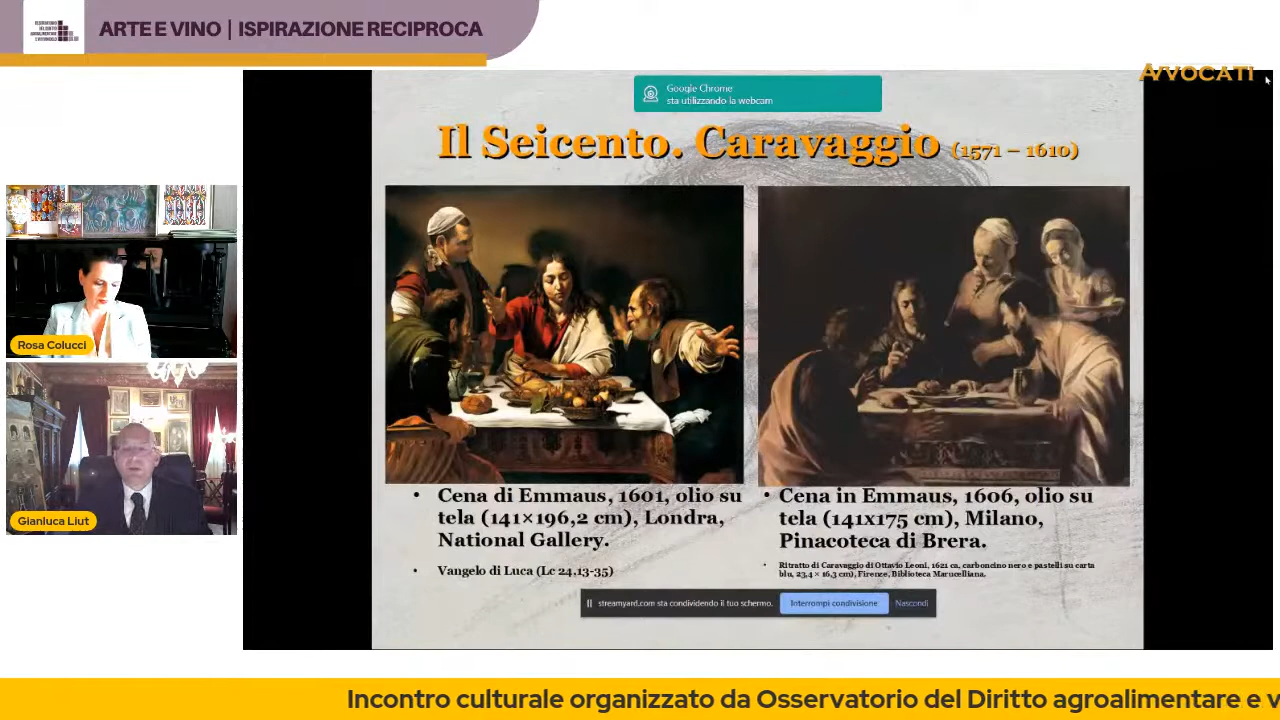 ARTE E VINO | ISPIRAZIONE RECIPROCA
AVVOCATI
Google Chrome
sta utilizzando la webcam
Il Seicento. Caravaggio (1571 – 1610)
Rosa Colucci
Gianluca Liut
• Cena di Emmaus, 1601, olio su
tela (141×196,2 cm), Londra,
National Gallery.
• Vangelo di Luca (Lc 24,13-35)
• Cena in Emmaus, 1606, olio su
tela (141x175 cm), Milano,
Pinacoteca di Brera.
• Ritratto di Caravaggio di Ottavio Leoni, 1621 ca, carboncino nero e pastelli su carta
blu, 23,4 × 16,3 cm), Firenze, Biblioteca Marucelliana.
streamyard.com sta condividendo il tuo schermo. Interrompi condivisione Nascondi
Incontro culturale organizzato da Osservatorio del Diritto agroalimentare e v